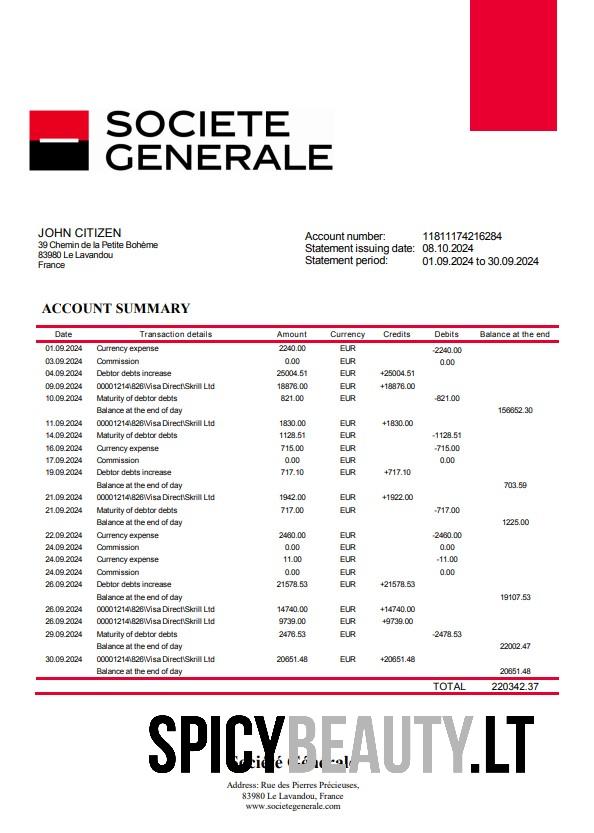 SOCIETE
GENERALE
JOHN CITIZEN
39 Chemin de la Petite Bohème
83980 Le Lavandou
France
Account number: 11811174216284
Statement issuing date: 08.10.2024
Statement period: 01.09.2024 to 30.09.2024
ACCOUNT SUMMARY
Date Transaction details Amount Currency Credits Debits Balance at the end
01.09.2024 Currency expense 2240.00 EUR -2240.00
03.09.2024 Commission 0.00 EUR 0.00
04.09.2024 Debtor debts increase 25004.51 EUR +25004.51
09.09.2024 00001214\826\Visa Direct\Skrill Ltd 18876.00 EUR +18876.00
10.09.2024 Maturity of debtor debts 821.00 EUR -821.00
Balance at the end of day 156652.30
11.09.2024 00001214\826\Visa Direct\Skrill Ltd 1830.00 EUR +1830.00
14.09.2024 Maturity of debtor debts 1128.51 EUR -1128.51
16.09.2024 Currency expense 715.00 EUR -715.00
17.09.2024 Commission 0.00 EUR 0.00
19.09.2024 Debtor debts increase 717.10 EUR +717.10
Balance at the end of day 703.59
21.09.2024 00001214\826\Visa Direct\Skrill Ltd 1942.00 EUR +1922.00
21.09.2024 Maturity of debtor debts 717.00 EUR -717.00
Balance at the end of day 1225.00
22.09.2024 Currency expense 2460.00 EUR -2460.00
24.09.2024 Commission 0.00 EUR 0.00
24.09.2024 Currency expense 11.00 EUR -11.00
24.09.2024 Commission 0.00 EUR 0.00
26.09.2024 Debtor debts increase 21578.53 EUR +21578.53
Balance at the end of day 19107.53
26.09.2024 00001214\826\Visa Direct\Skrill Ltd 14740.00 EUR +14740.00
26.09.2024 00001214\826\Visa Direct\Skrill Ltd 9739.00 EUR +9739.00
29.09.2024 Maturity of debtor debts 2476.53 EUR -2478.53
Balance at the end of day 22002.47
30.09.2024 00001214\826\Visa Direct\Skrill Ltd 20651.48 EUR +20651.48
Balance at the end of day 20651.48
TOTAL 220342.37
SPICYBEAUTY.LT
Société Générale
Address: Rue des Pierres Précieuses,
83980 Le Lavandou, France
www.societegenerale.com